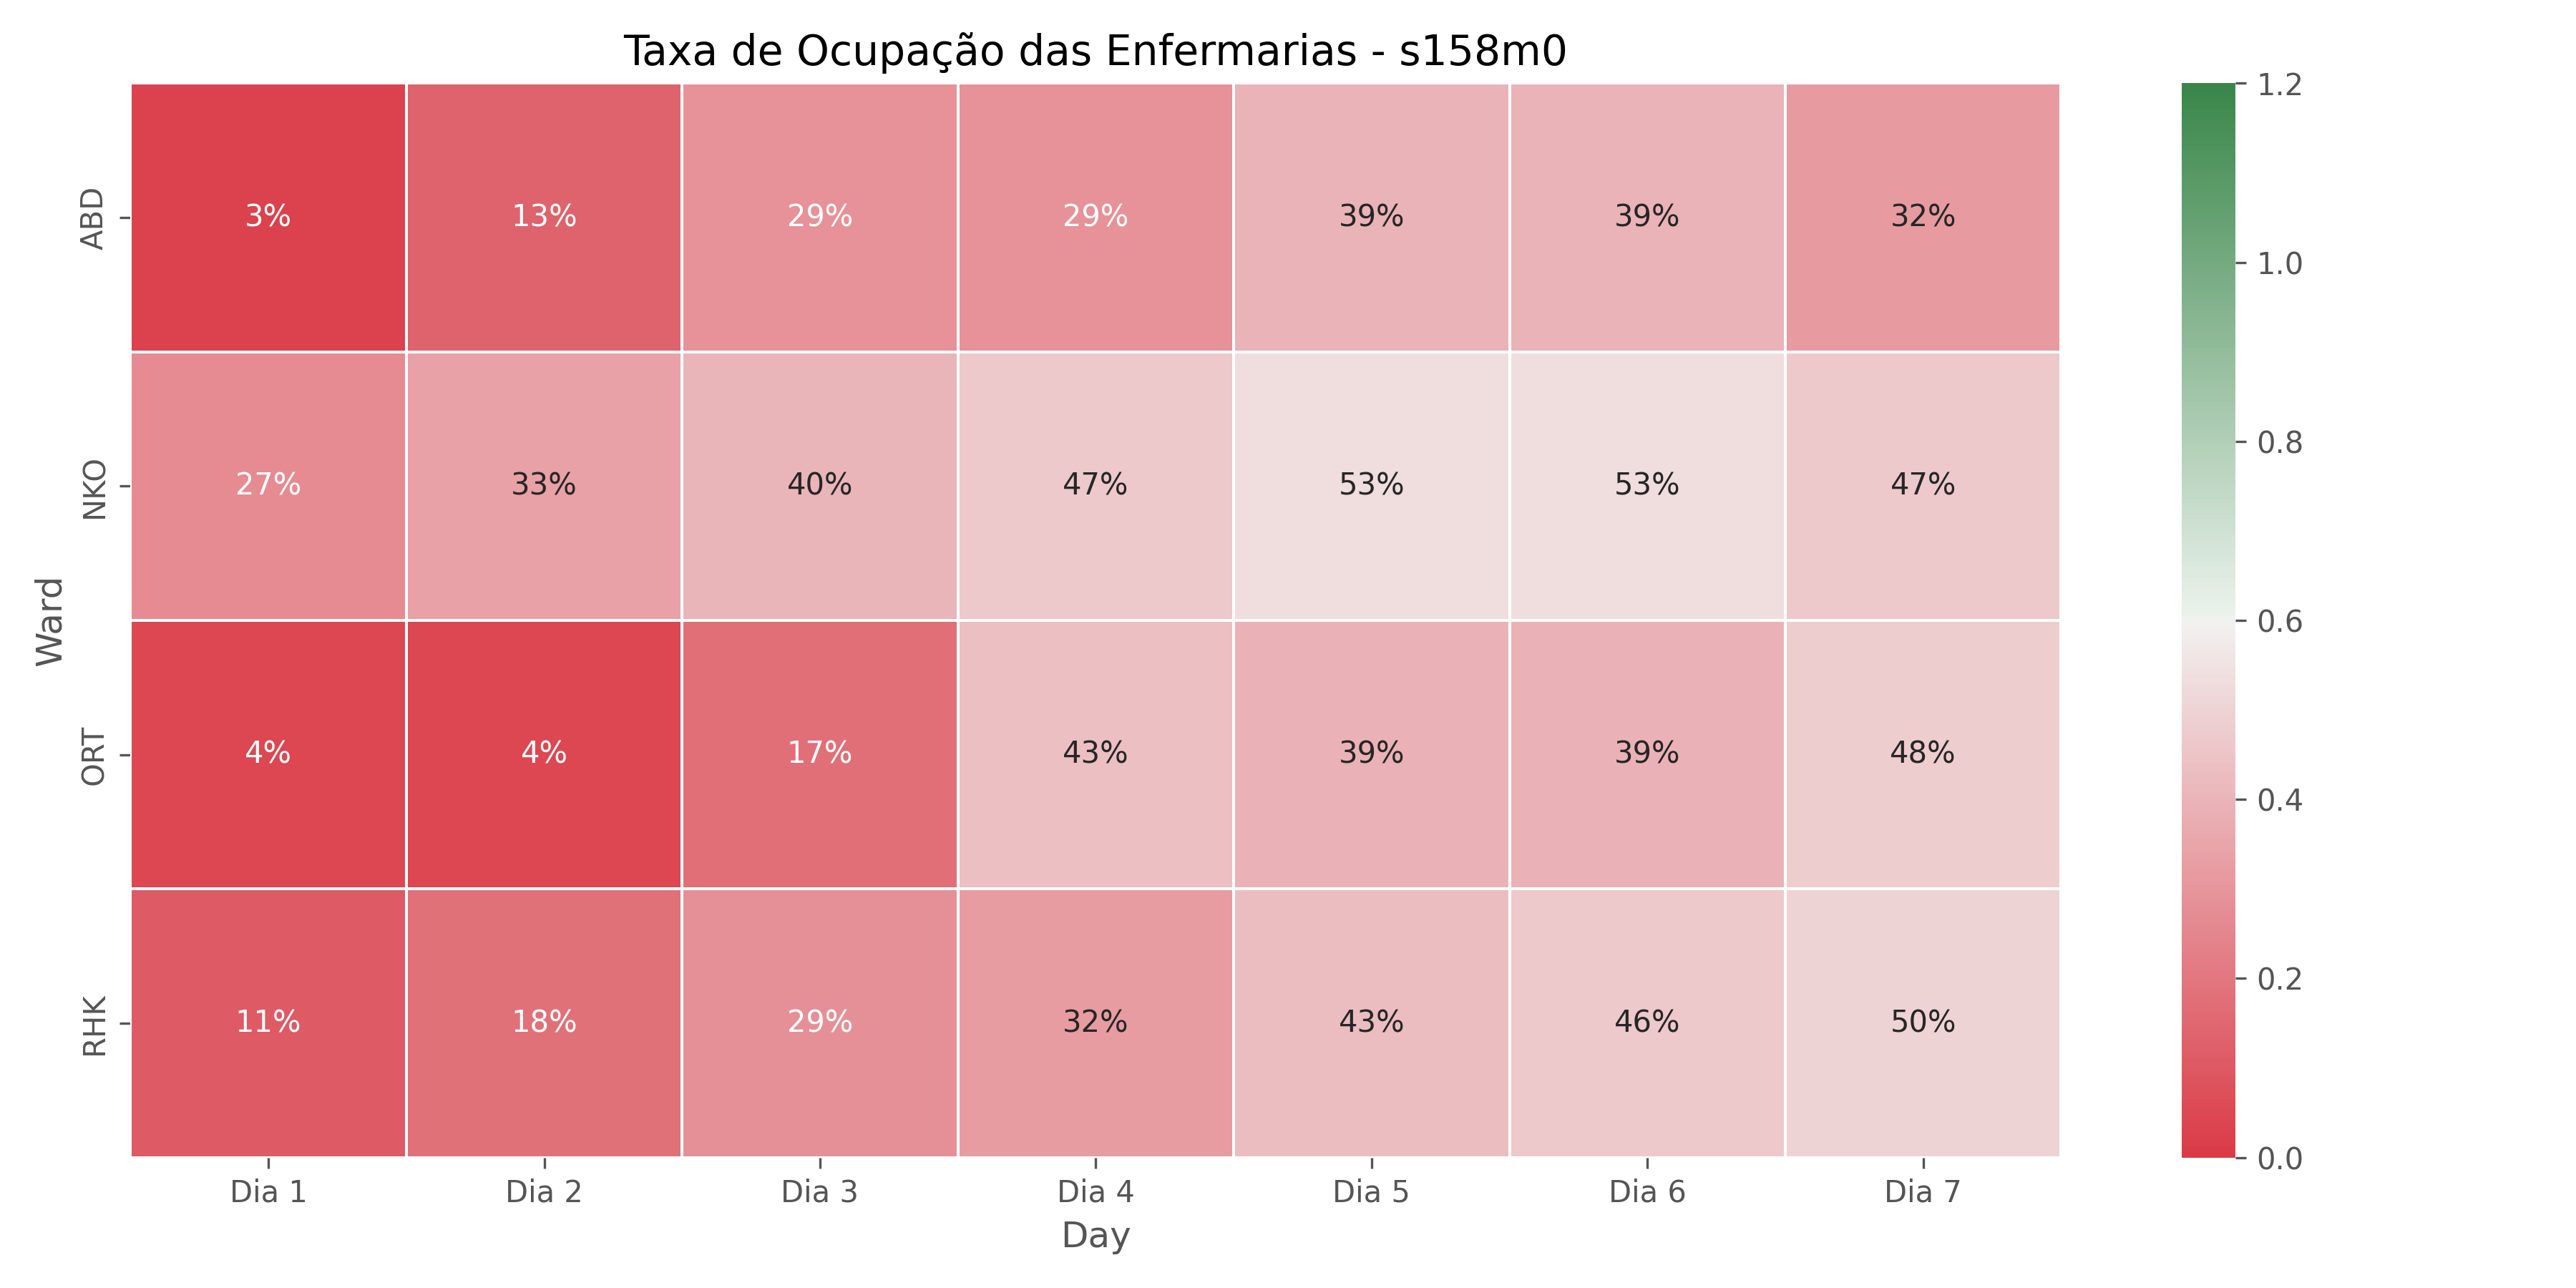 Taxa de Ocupação das Enfermarias - s158m0
Ward
ABD 3% 13% 29% 29% 39% 39% 32%
NKO 27% 33% 40% 47% 53% 53% 47%
ORT 4% 4% 17% 43% 39% 39% 48%
RHK 11% 18% 29% 32% 43% 46% 50%
Dia 1 Dia 2 Dia 3 Dia 4 Dia 5 Dia 6 Dia 7
Day
1.2
1.0
0.8
0.6
0.4
0.2
0.0